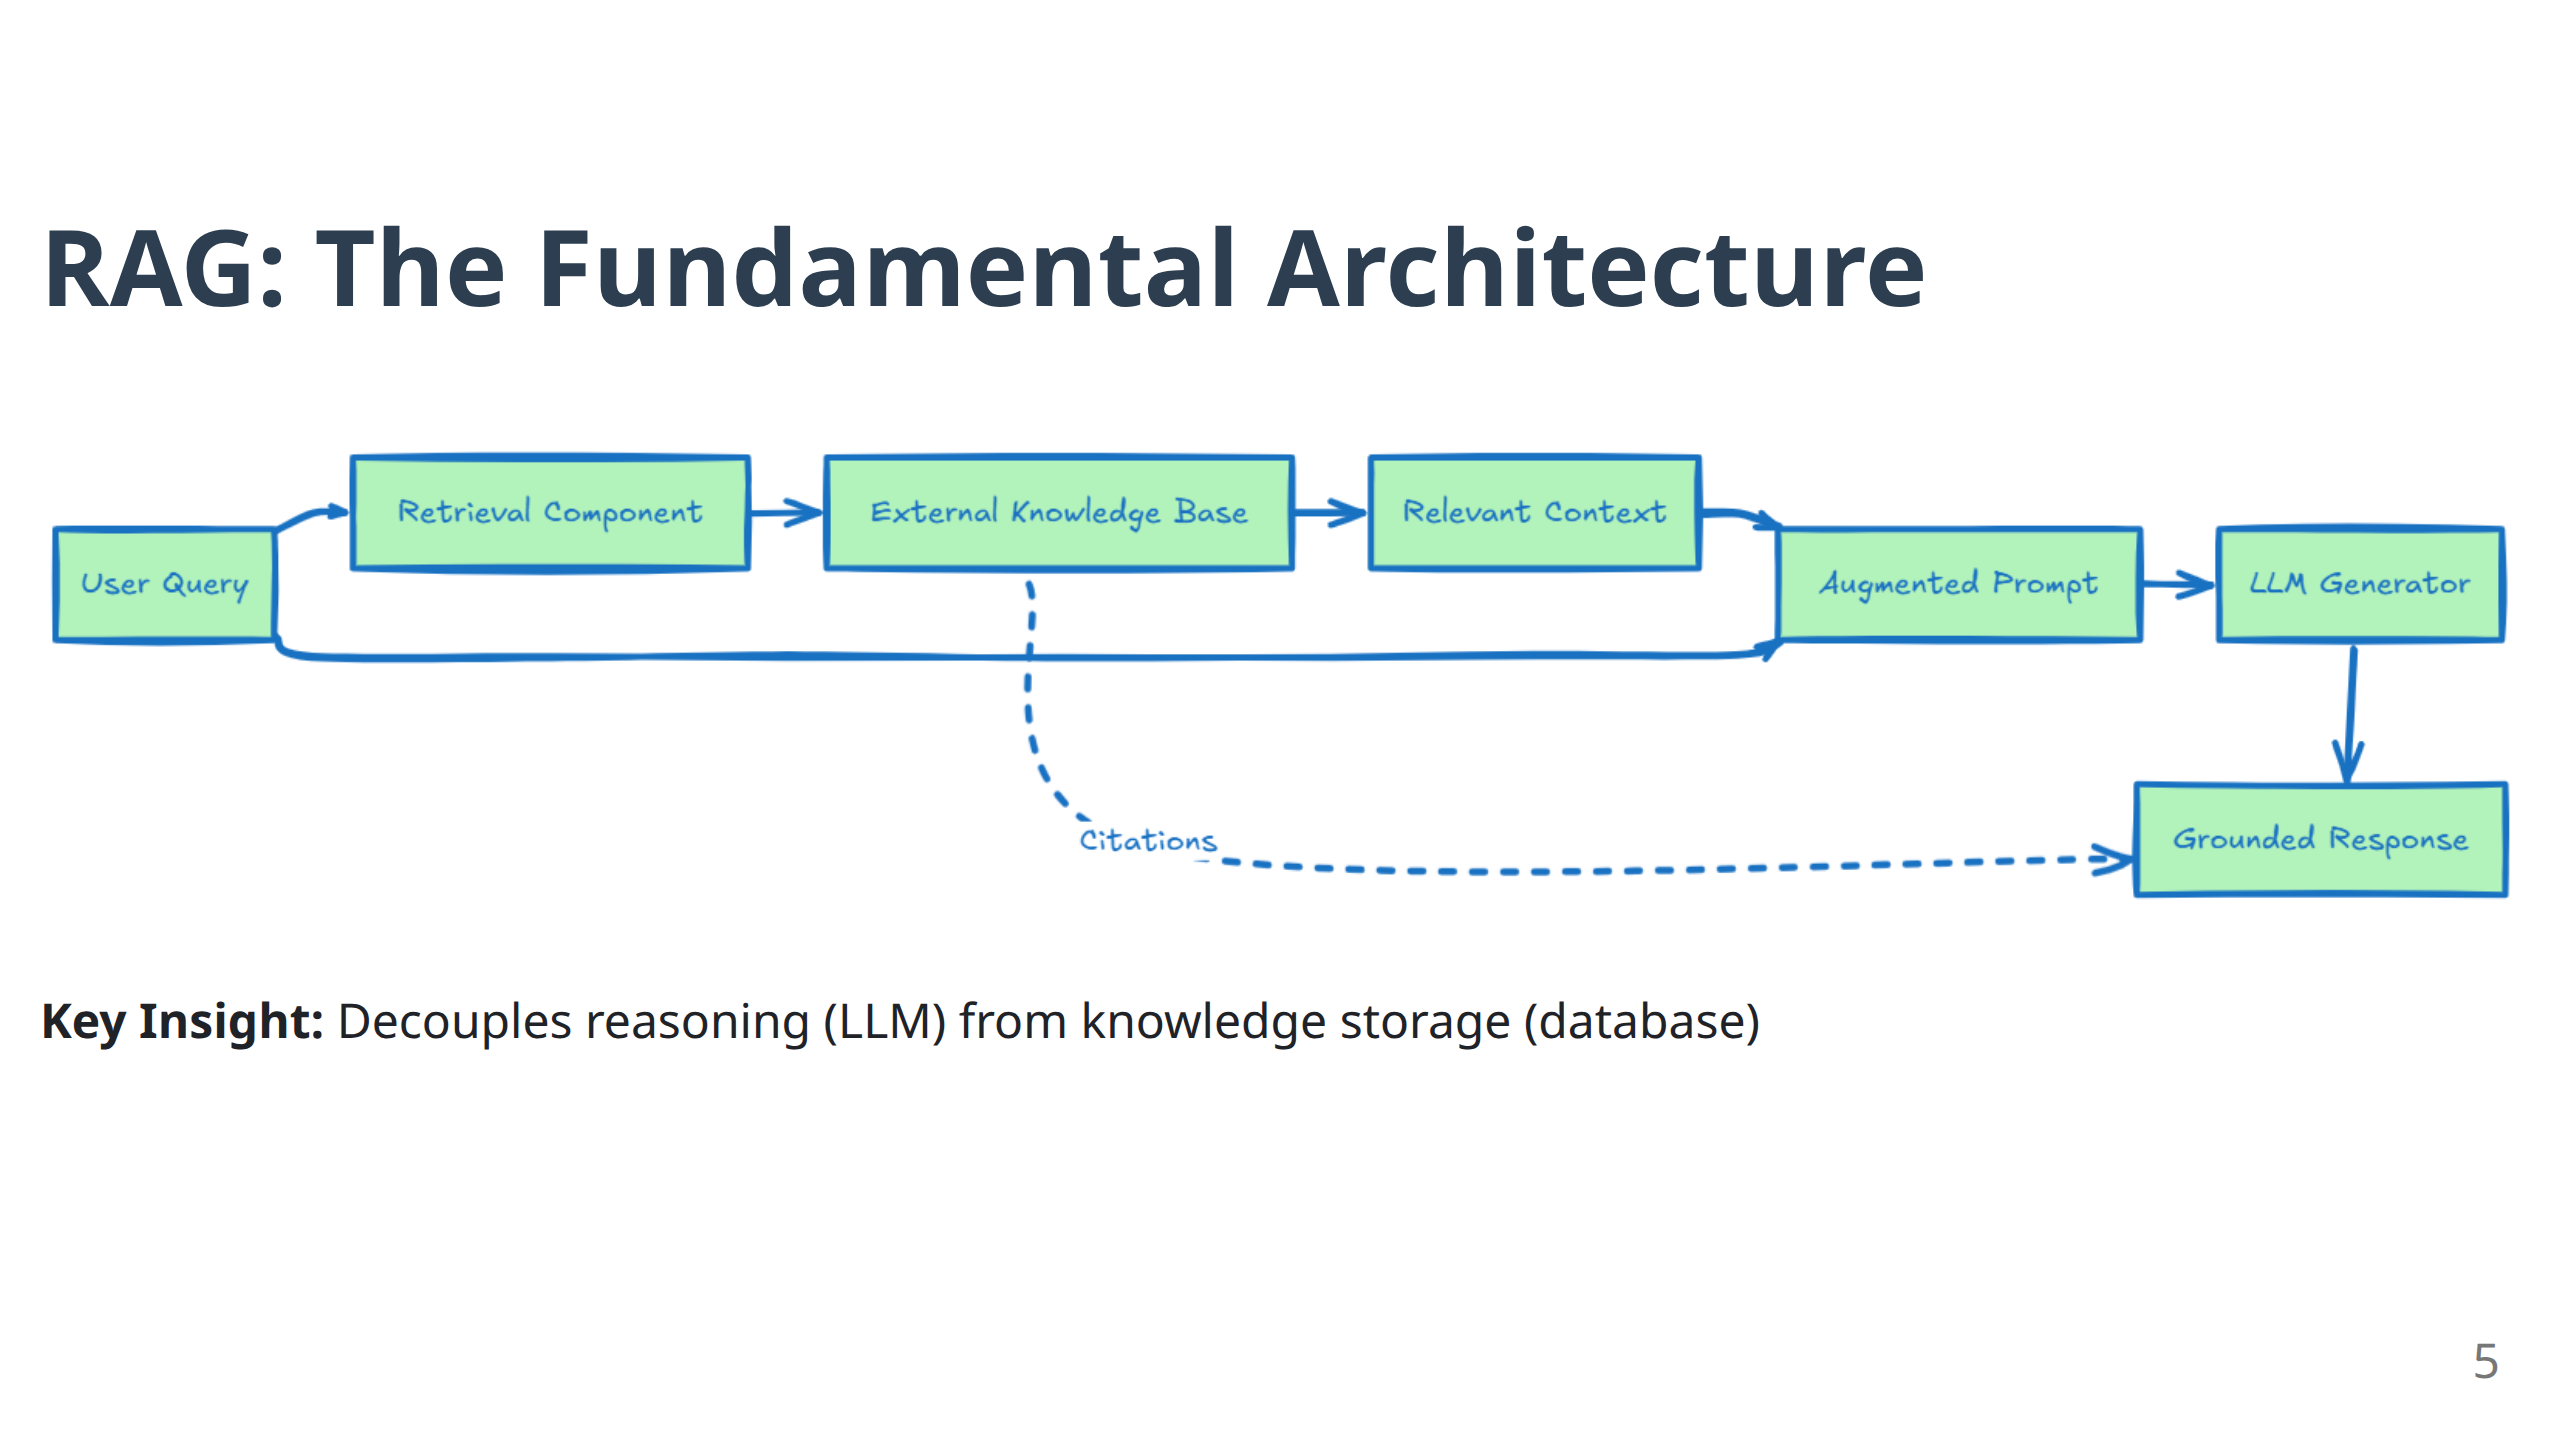 RAG: The Fundamental Architecture
User Query
Retrieval Component
External Knowledge Base
Relevant Context
Augmented Prompt
LLM Generator
Citations
Grounded Response
Key Insight: Decouples reasoning (LLM) from knowledge storage (database)
5